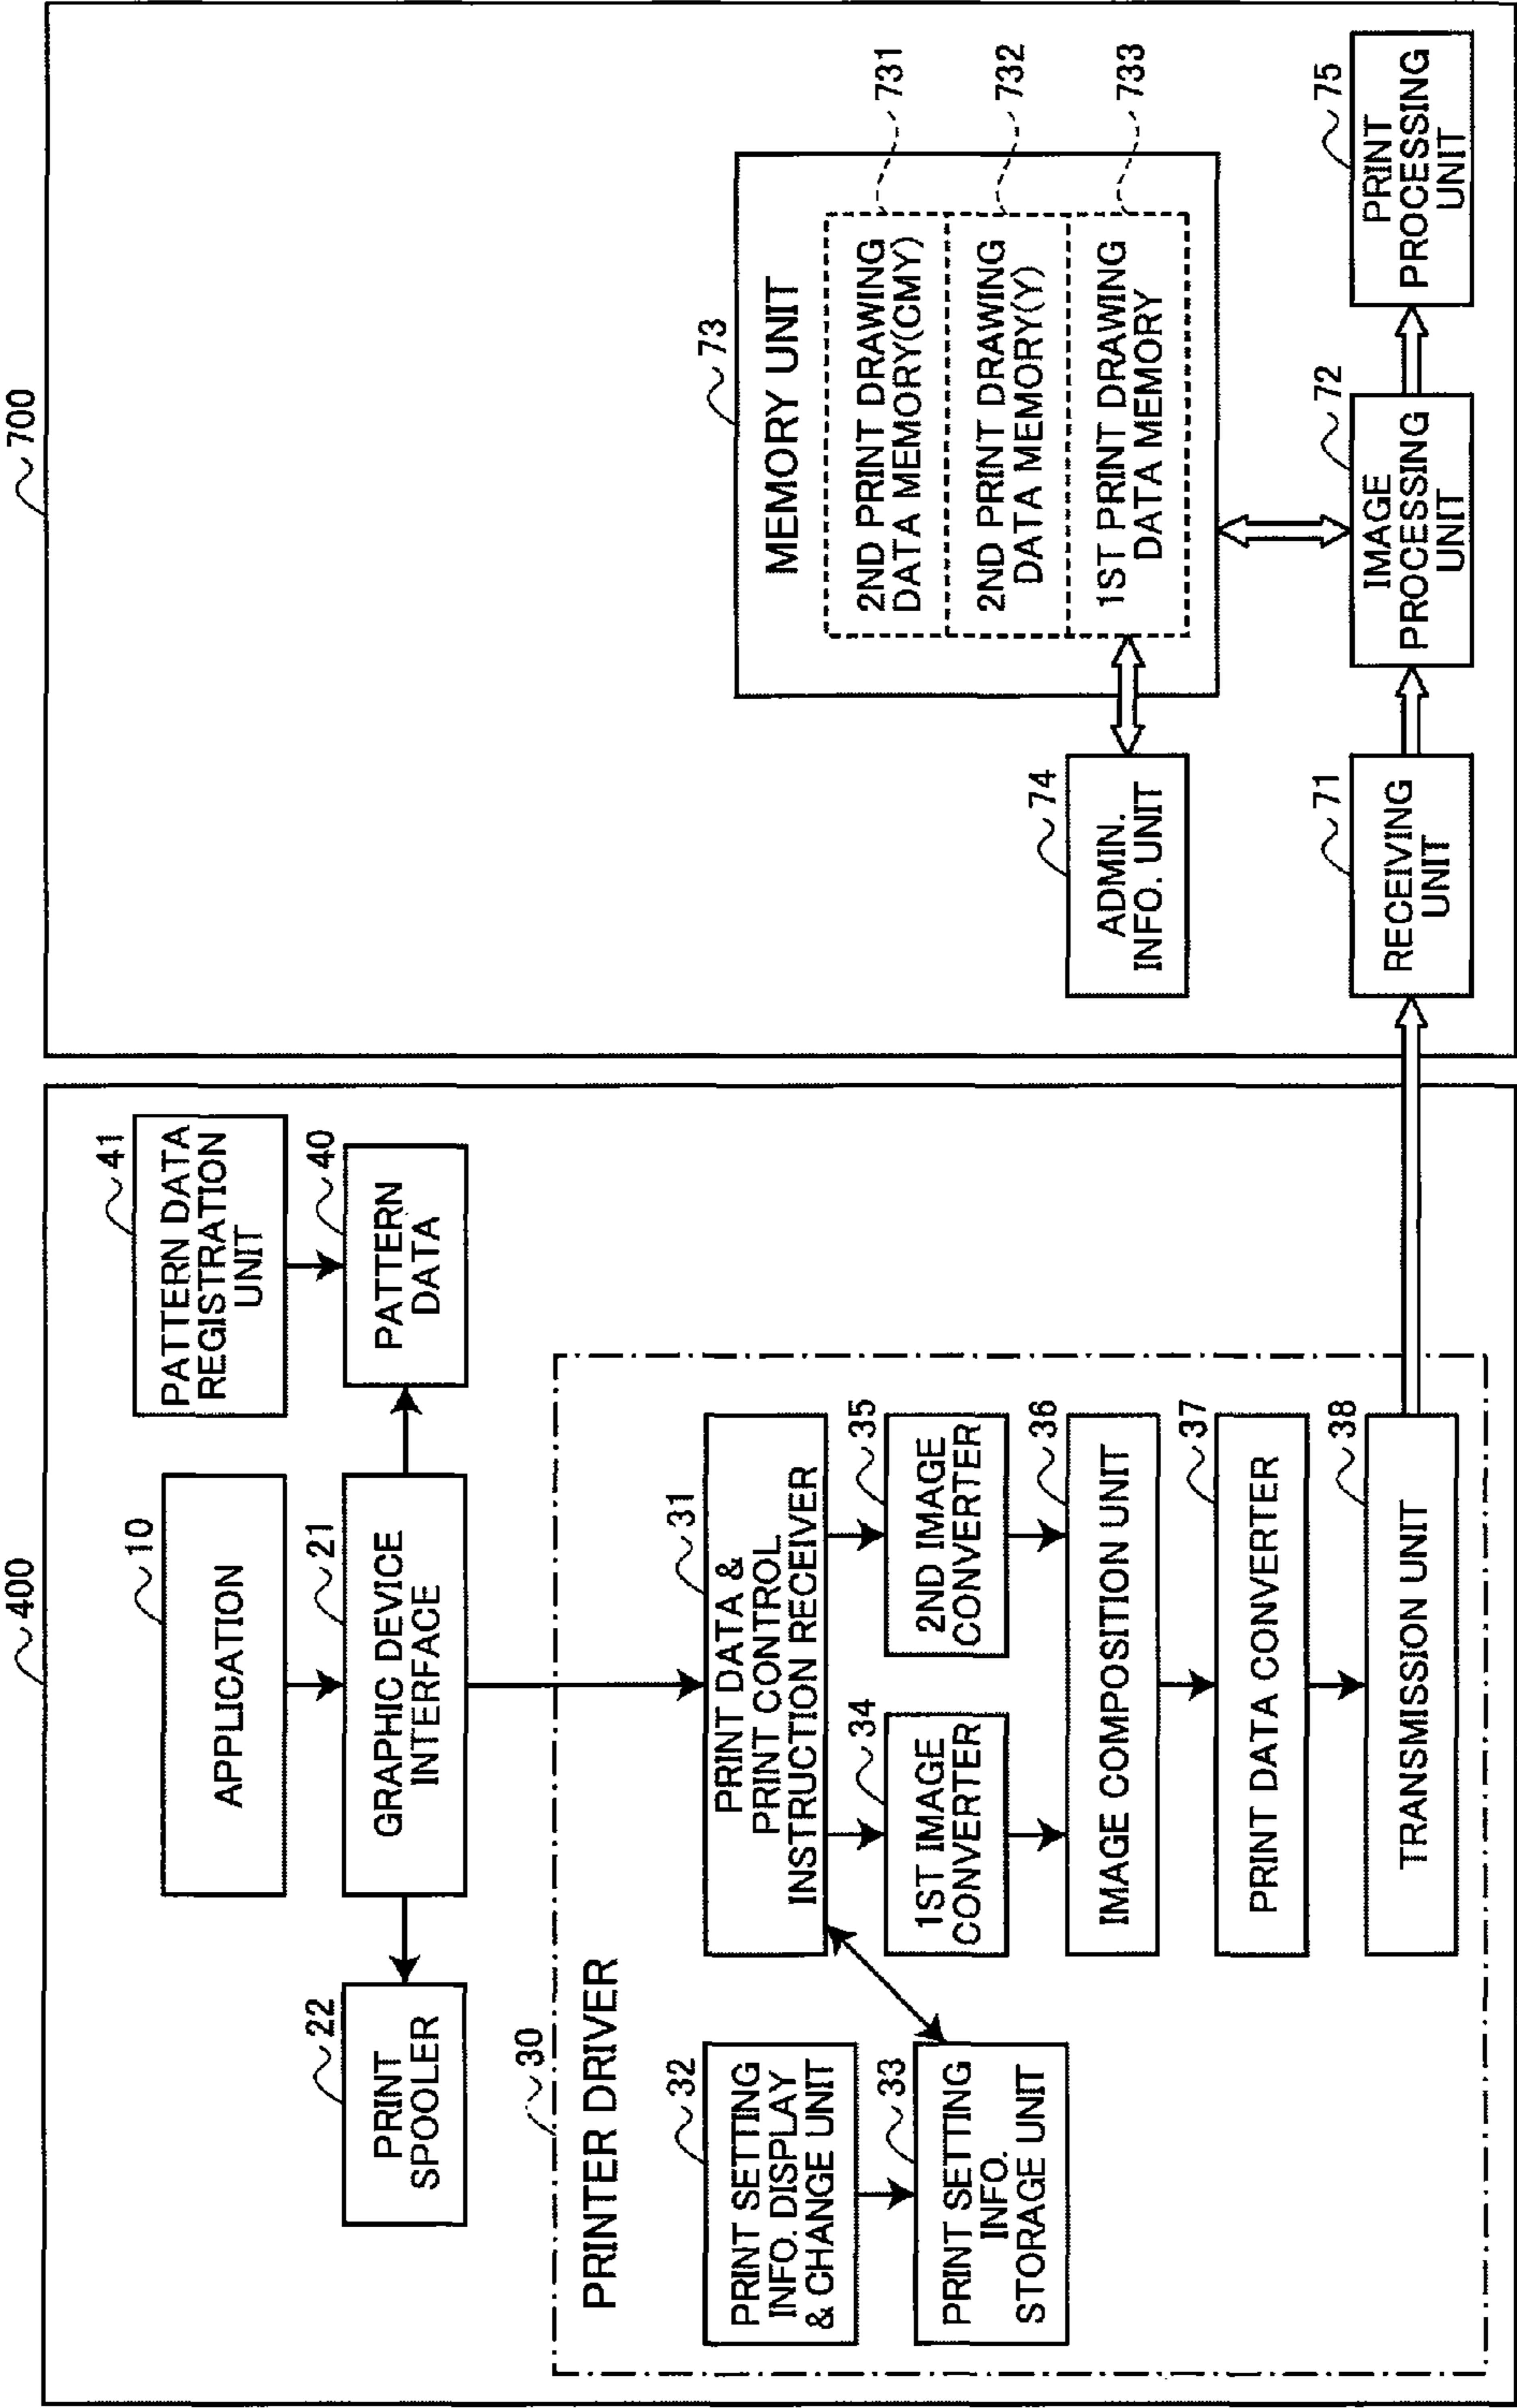 400
10
APPLICATION
41
PATTERN DATA
REGISTRATION
UNIT
22
PRINT
SPOOLER
21
GRAPHIC DEVICE
INTERFACE
40
PATTERN
DATA
30
PRINTER DRIVER
32
PRINT SETTING
INFO. DISPLAY
& CHANGE UNIT
31
PRINT DATA &
PRINT CONTROL
INSTRUCTION RECEIVER
33
PRINT SETTING
INFO.
STORAGE UNIT
34
1ST IMAGE
CONVERTER
35
2ND IMAGE
CONVERTER
36
IMAGE COMPOSITION UNIT
37
PRINT DATA CONVERTER
38
TRANSMISSION UNIT
700
73
MEMORY UNIT
2ND PRINT DRAWING
DATA MEMORY(CMY)
731
2ND PRINT DRAWING
DATA MEMORY(Y)
732
1ST PRINT DRAWING
DATA MEMORY
733
74
ADMIN.
INFO. UNIT
71
RECEIVING
UNIT
72
IMAGE
PROCESSING
UNIT
75
PRINT
PROCESSING
UNIT